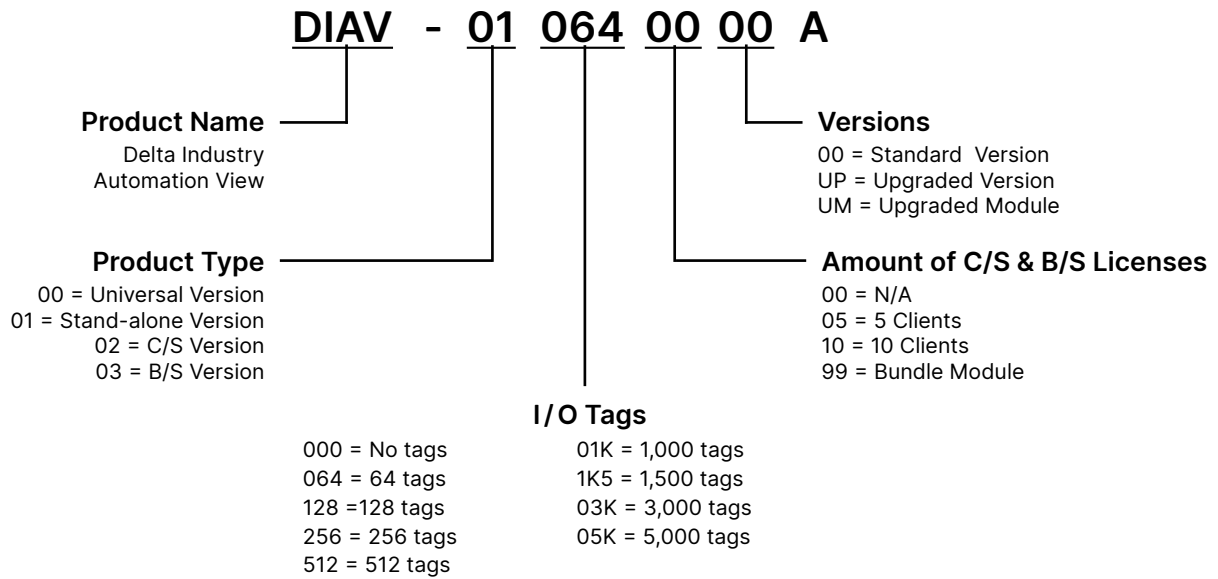 DIAV - 01 064 00 00 A
Product Name
Delta Industry
Automation View
Versions
00 = Standard  Version
UP = Upgraded Version
UM = Upgraded Module
Product Type
00 = Universal Version
01 = Stand-alone Version
02 = C/S Version
03 = B/S Version
Amount of C/S & B/S Licenses
00 = N/A
05 = 5 Clients
10 = 10 Clients
99 = Bundle Module
I/O Tags
000 = No tags
064 = 64 tags
128 =128 tags
256 = 256 tags
512 = 512 tags
01K = 1,000 tags
1K5 = 1,500 tags
03K = 3,000 tags
05K = 5,000 tags